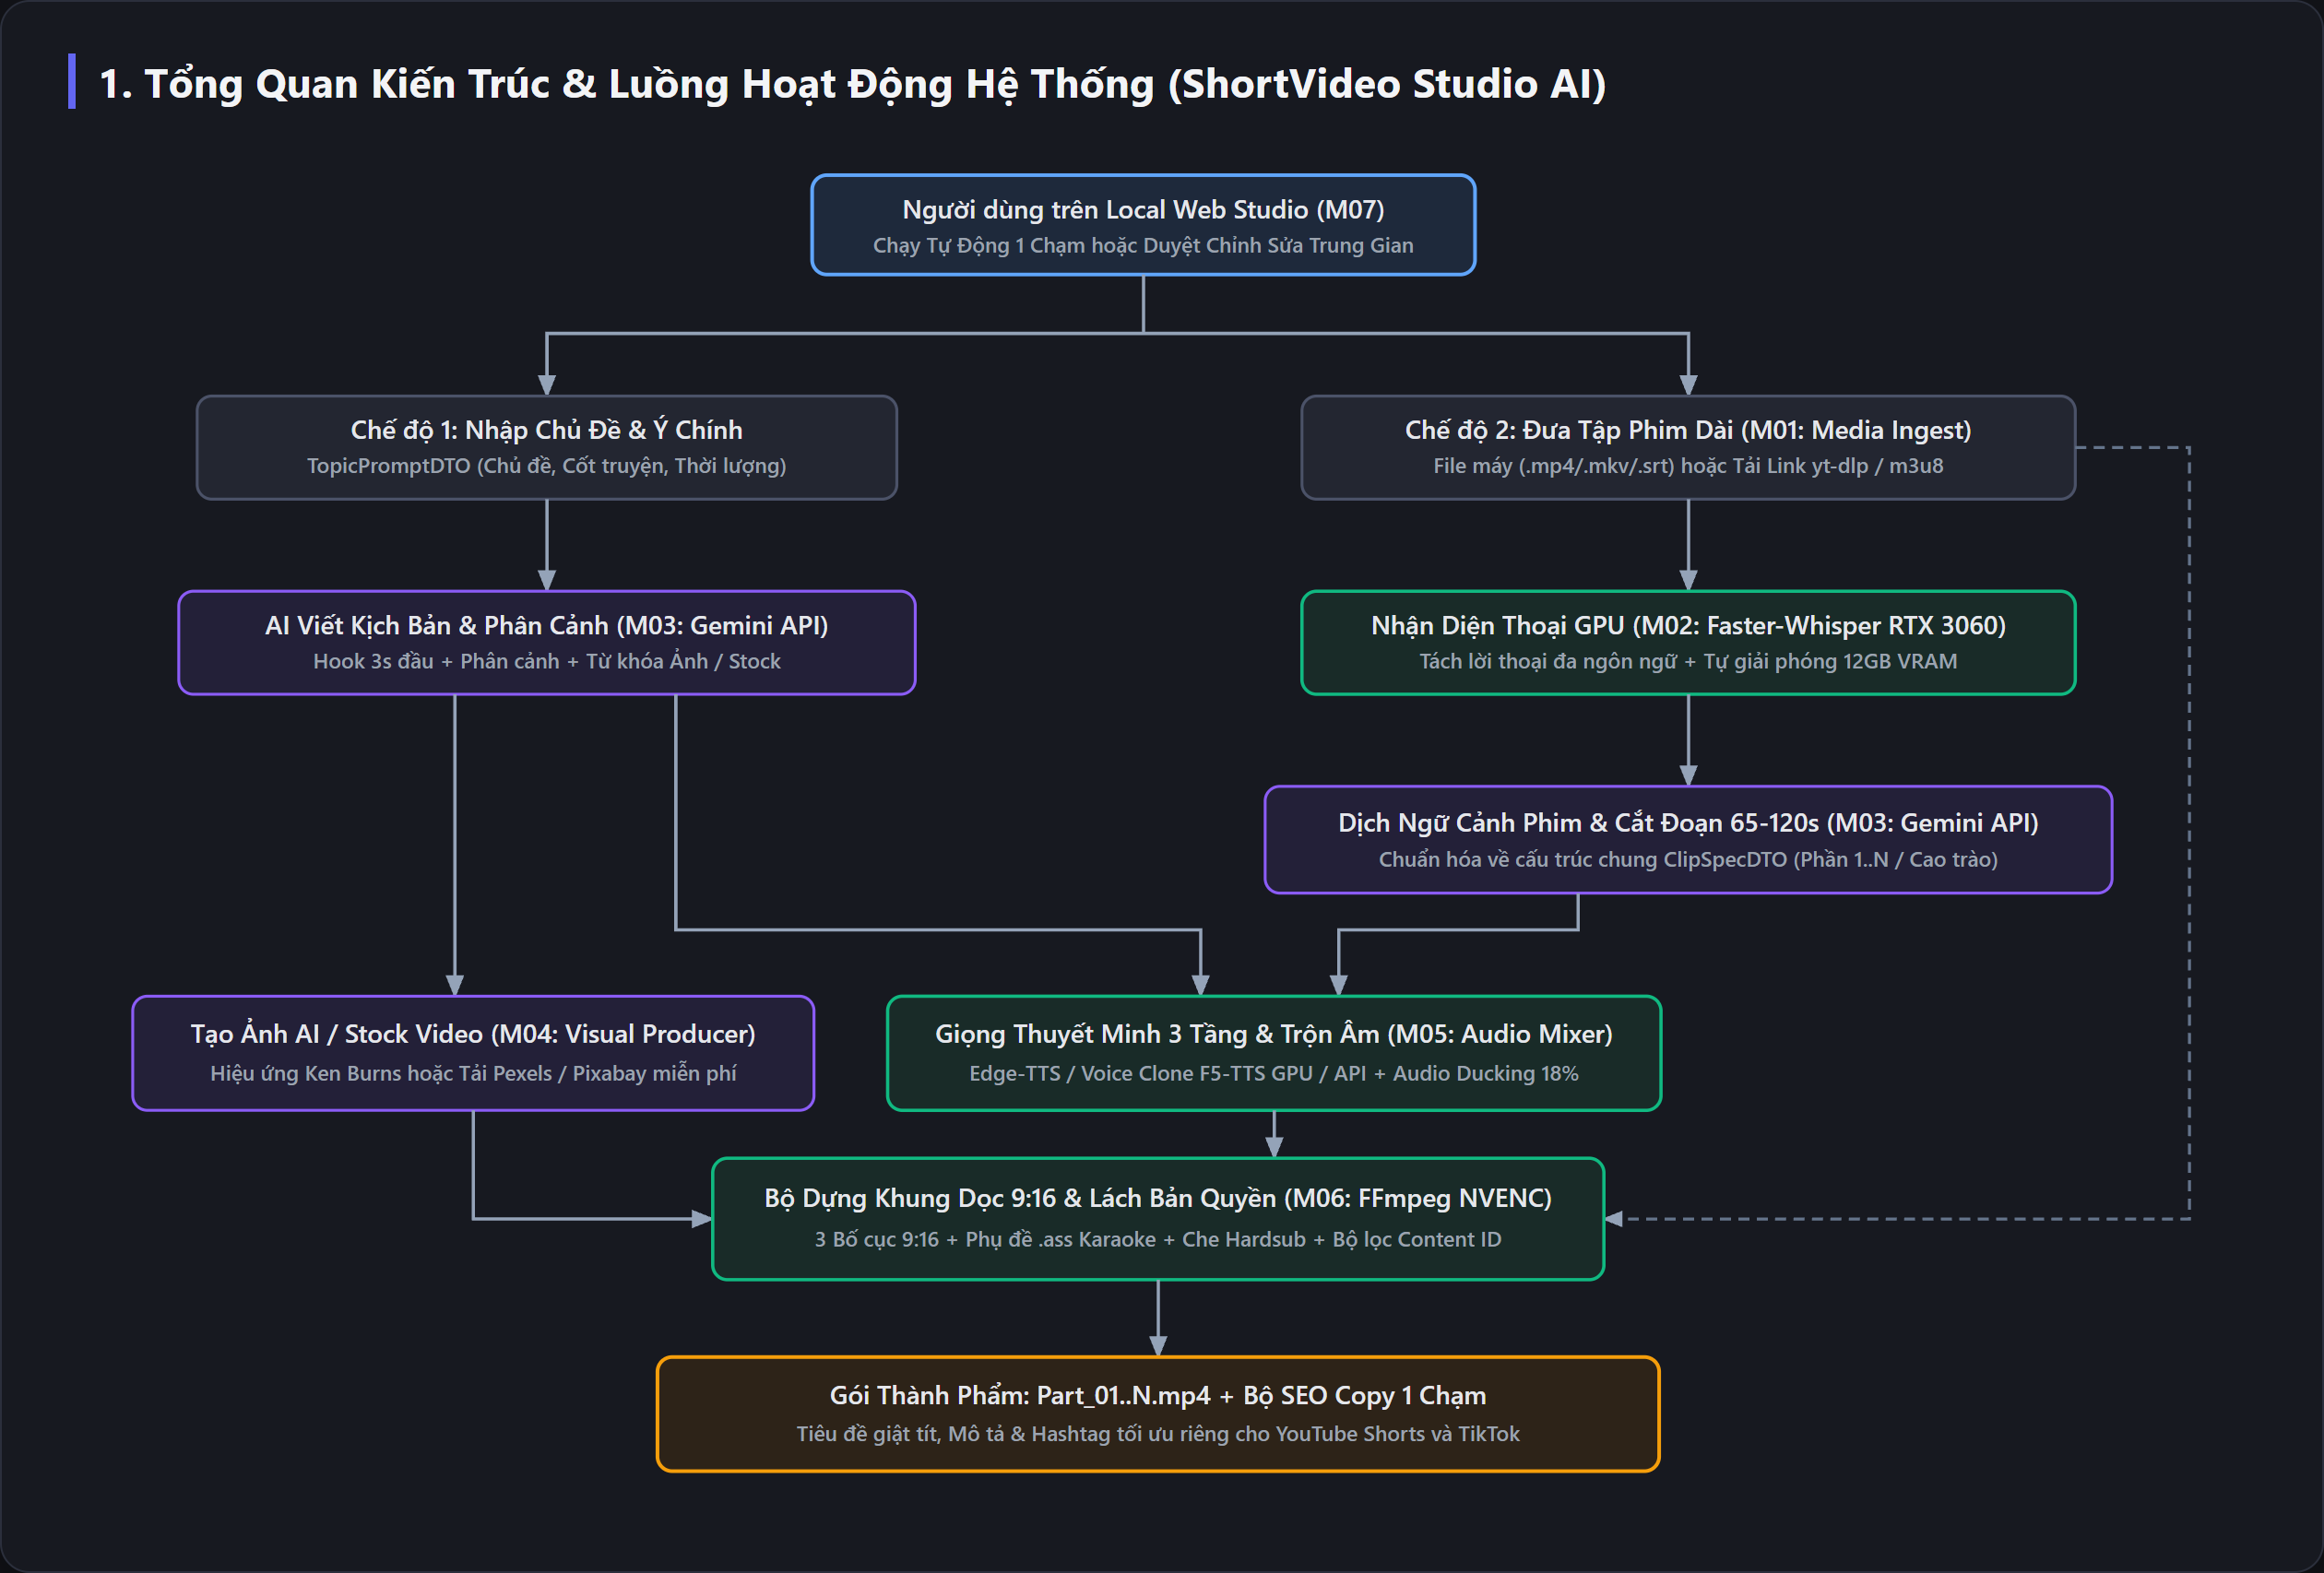 1. Tổng Quan Kiến Trúc & Luồng Hoạt Động Hệ Thống (ShortVideo Studio AI)
Người dùng trên Local Web Studio (M07)
Chạy Tự Động 1 Chạm hoặc Duyệt Chỉnh Sửa Trung Gian
Chế độ 1: Nhập Chủ Đề & Ý Chính
TopicPromptDTO (Chủ đề, Cốt truyện, Thời lượng)
Chế độ 2: Đưa Tập Phim Dài (M01: Media Ingest)
File máy (.mp4/.mkv/.srt) hoặc Tải Link yt-dlp / m3u8
AI Viết Kịch Bản & Phân Cảnh (M03: Gemini API)
Hook 3s đầu + Phân cảnh + Từ khóa Ảnh / Stock
Nhận Diện Thoại GPU (M02: Faster-Whisper RTX 3060)
Tách lời thoại đa ngôn ngữ + Tự giải phóng 12GB VRAM
Dịch Ngữ Cảnh Phim & Cắt Đoạn 65-120s (M03: Gemini API)
Chuẩn hóa về cấu trúc chung ClipSpecDTO (Phần 1..N / Cao trào)
Tạo Ảnh AI / Stock Video (M04: Visual Producer)
Hiệu ứng Ken Burns hoặc Tải Pexels / Pixabay miễn phí
Giọng Thuyết Minh 3 Tầng & Trộn Âm (M05: Audio Mixer)
Edge-TTS / Voice Clone F5-TTS GPU / API + Audio Ducking 18%
Bộ Dựng Khung Dọc 9:16 & Lách Bản Quyền (M06: FFmpeg NVENC)
3 Bố cục 9:16 + Phụ đề .ass Karaoke + Che Hardsub + Bộ lọc Content ID
Gói Thành Phẩm: Part_01..N.mp4 + Bộ SEO Copy 1 Chạm
Tiêu đề giật tít, Mô tả & Hashtag tối ưu riêng cho YouTube Shorts và TikTok